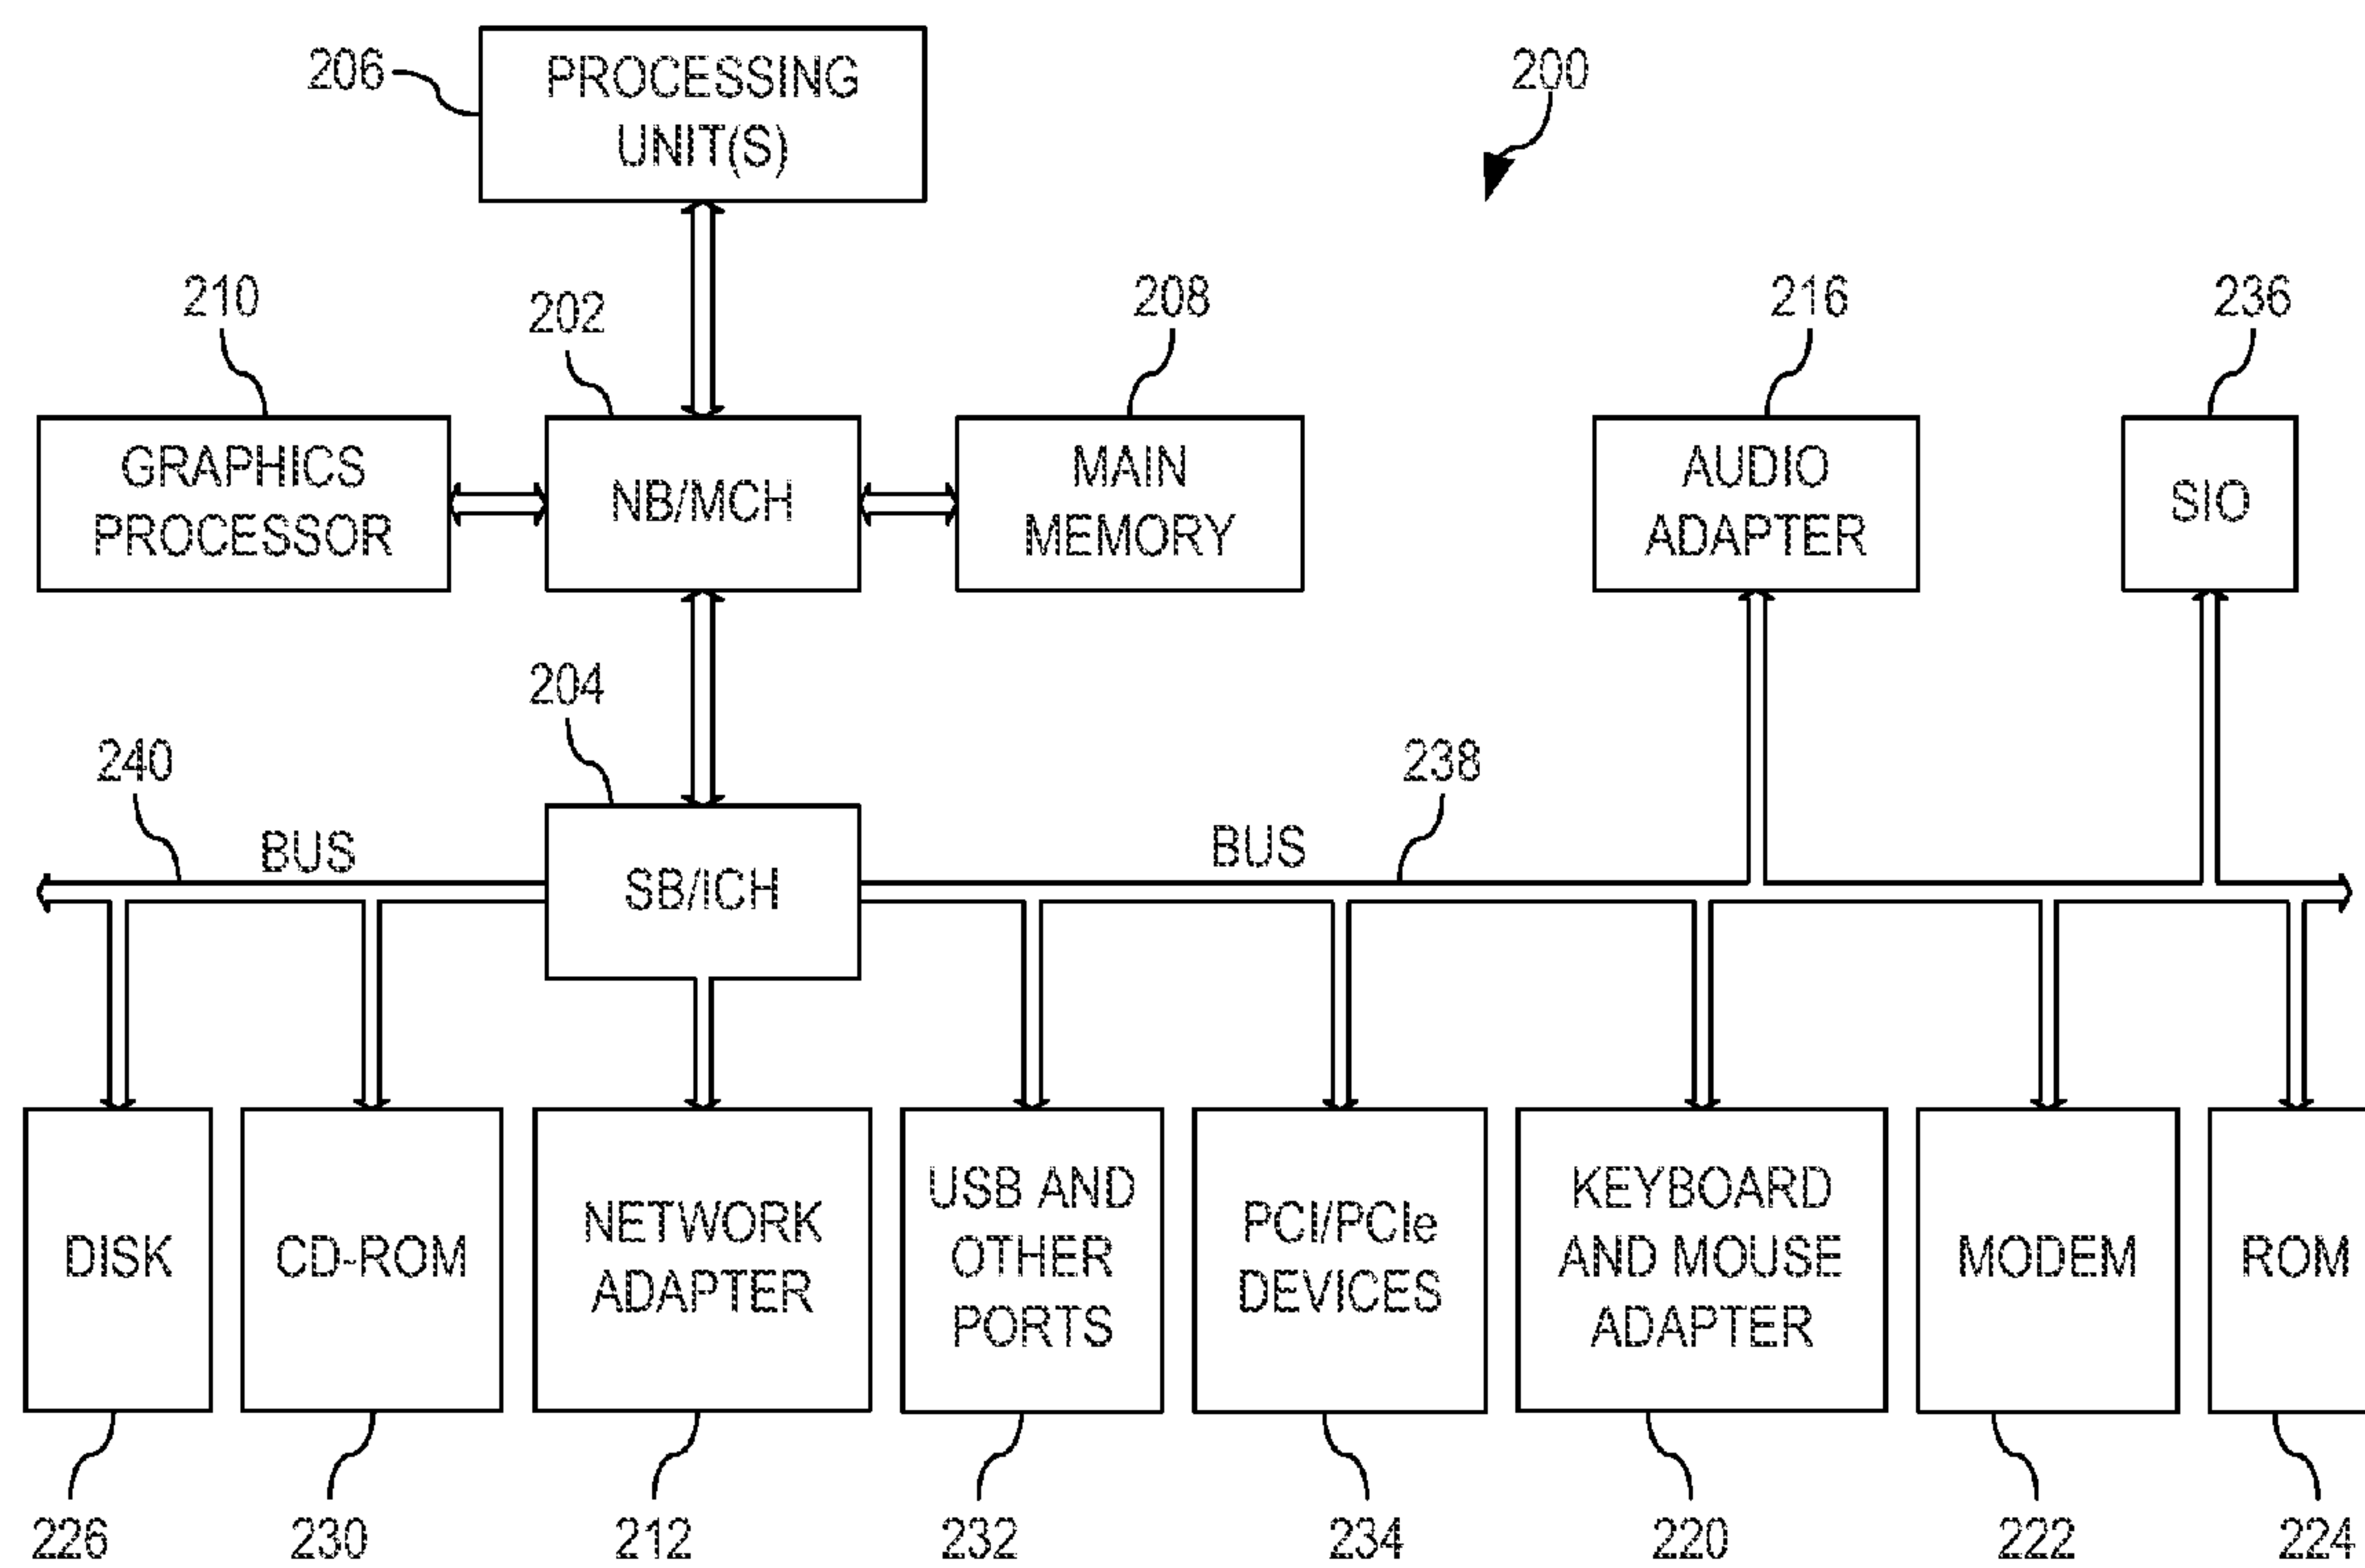 206
PROCESSING
UNIT(S)
200
210
202
208
216
236
GRAPHICS
PROCESSOR
NB/MCH
MAIN
MEMORY
AUDIO
ADAPTER
SIO
204
240
238
BUS
BUS
SB/ICH
DISK
CD-ROM
NETWORK
ADAPTER
USB AND
OTHER
PORTS
PCI/PCIe
DEVICES
KEYBOARD
AND MOUSE
ADAPTER
MODEM
ROM
226
230
212
232
234
220
222
224